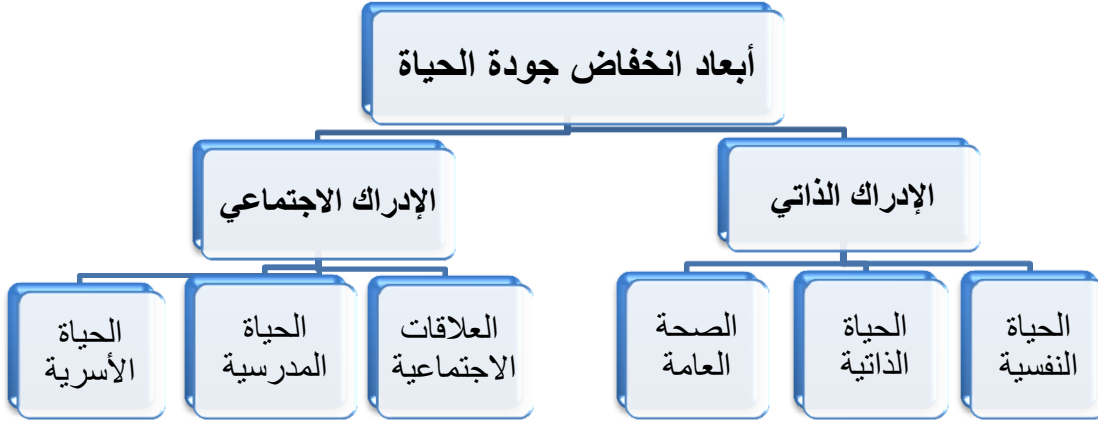 أبعاد انخفاض جودة الحياة
الإدراك الذاتي
الإدراك الاجتماعي
الحياة
النفسية
الحياة
الذاتية
الصحة
العامة
العلاقات
الاجتماعية
الحياة
المدرسية
الحياة
الأسرية